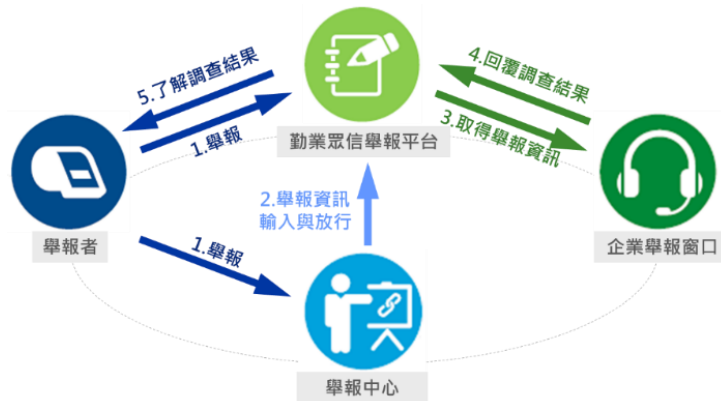 5.了解調查結果
1.舉報
勤業眾信舉報平台
4.回覆調查結果
3.取得舉報資訊
2.舉報資訊
輸入與放行
舉報者
1.舉報
企業舉報窗口
舉報中心